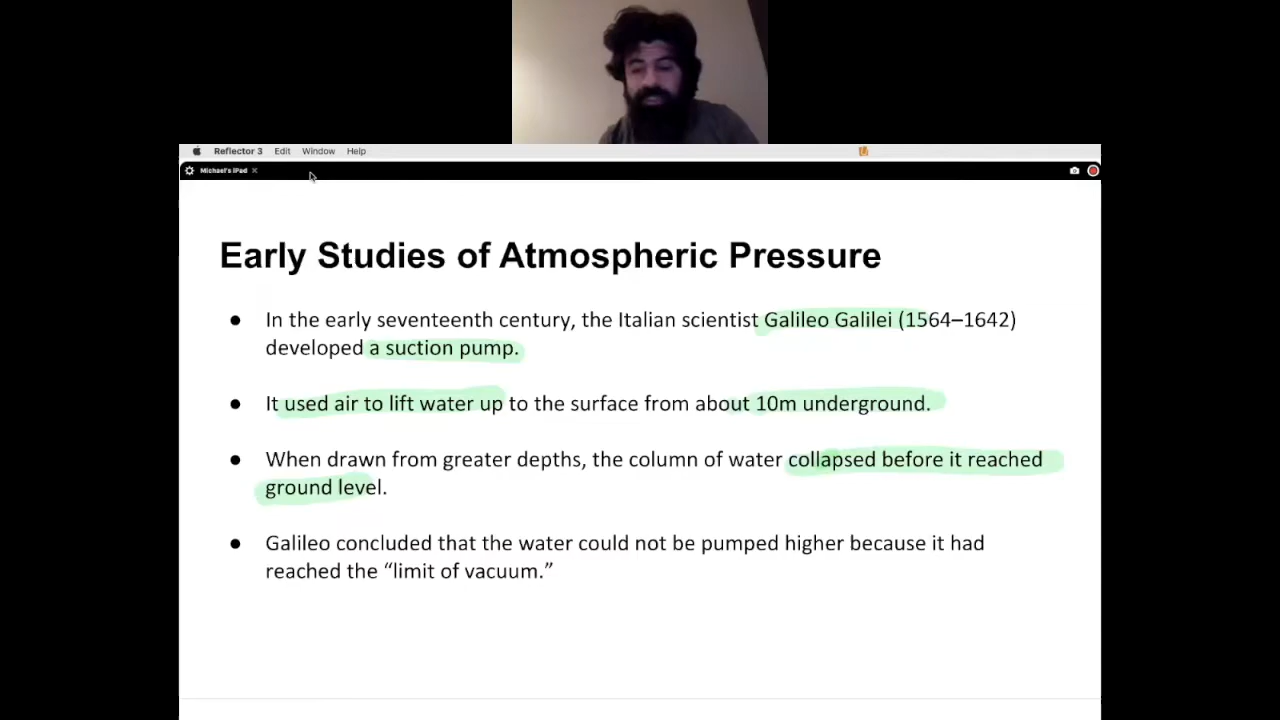 Reflector 3 Edit Window Help
Michael's iPad
Early Studies of Atmospheric Pressure
● In the early seventeenth century, the Italian scientist Galileo Galilei (1564–1642)
developed a suction pump.
● It used air to lift water up to the surface from about 10m underground.
● When drawn from greater depths, the column of water collapsed before it reached
ground level.
● Galileo concluded that the water could not be pumped higher because it had
reached the “limit of vacuum.”